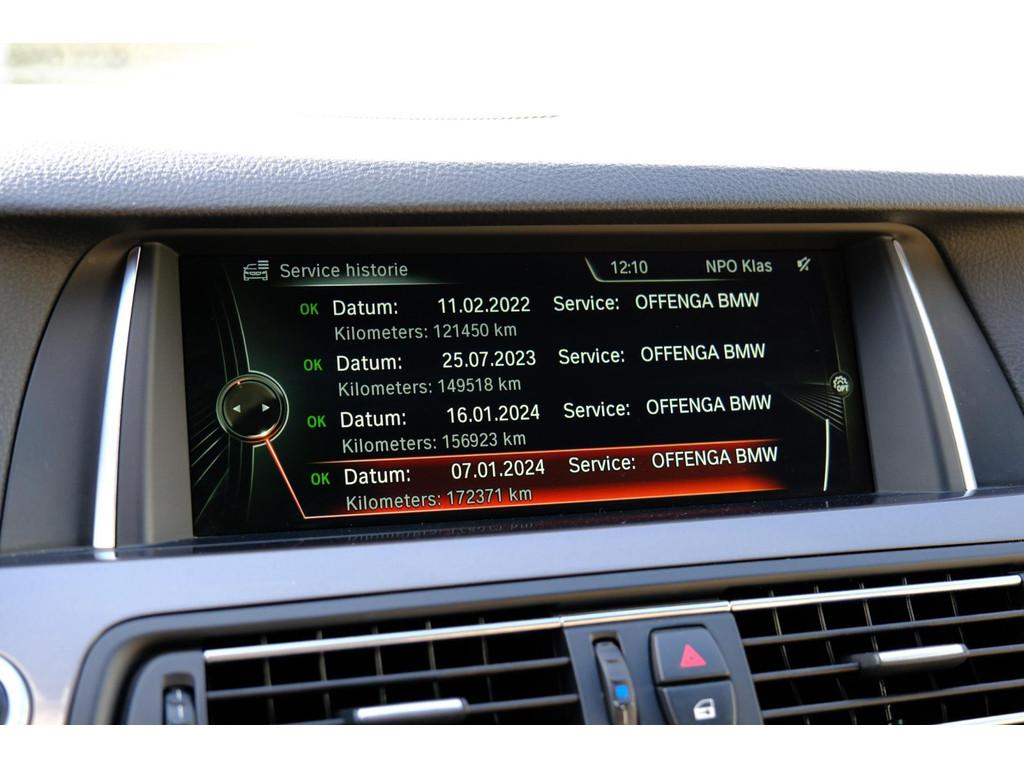 Service historie 12:10 NPO Klas
OK Datum: 11.02.2022 Service: OFFENGA BMW
Kilometers: 121450 km
OK Datum: 25.07.2023 Service: OFFENGA BMW
Kilometers: 149518 km
OK Datum: 16.01.2024 Service: OFFENGA BMW
Kilometers: 156923 km
OK Datum: 07.01.2024 Service: OFFENGA BMW
Kilometers: 172371 km
OPT